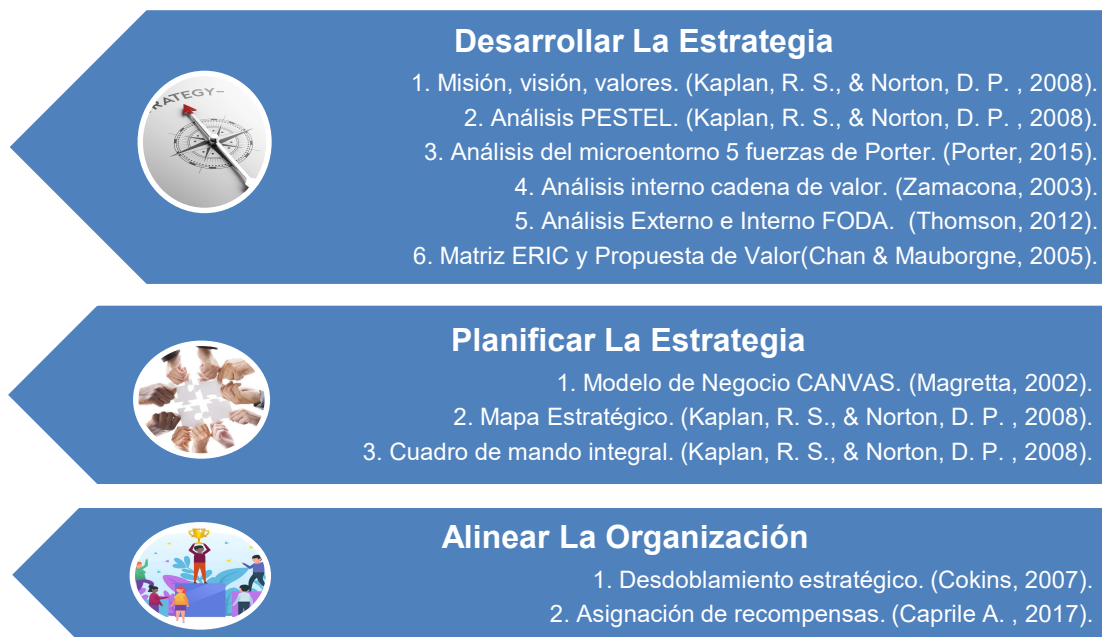 Desarrollar La Estrategia
RATEGY–
1. Misión, visión, valores. (Kaplan, R. S., & Norton, D. P. , 2008).
2. Análisis PESTEL. (Kaplan, R. S., & Norton, D. P. , 2008).
3. Análisis del microentorno 5 fuerzas de Porter. (Porter, 2015).
4. Análisis interno cadena de valor. (Zamacona, 2003).
5. Análisis Externo e Interno FODA.  (Thomson, 2012).
6. Matriz ERIC y Propuesta de Valor(Chan & Mauborgne, 2005).
Planificar La Estrategia
1. Modelo de Negocio CANVAS. (Magretta, 2002).
2. Mapa Estratégico. (Kaplan, R. S., & Norton, D. P. , 2008).
3. Cuadro de mando integral. (Kaplan, R. S., & Norton, D. P. , 2008).
Alinear La Organización
1. Desdoblamiento estratégico. (Cokins, 2007).
2. Asignación de recompensas. (Caprile A. , 2017).